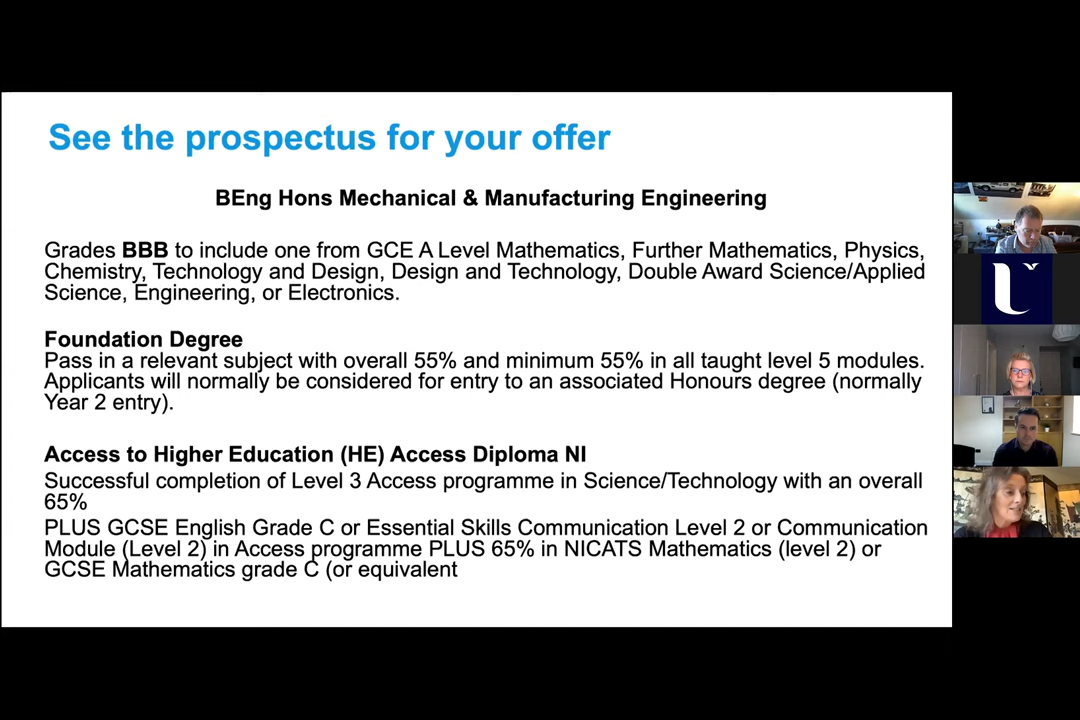 See the prospectus for your offer
BEng Hons Mechanical & Manufacturing Engineering
Grades BBB to include one from GCE A Level Mathematics, Further Mathematics, Physics,
Chemistry, Technology and Design, Design and Technology, Double Award Science/Applied
Science, Engineering, or Electronics.
Foundation Degree
Pass in a relevant subject with overall 55% and minimum 55% in all taught level 5 modules.
Applicants will normally be considered for entry to an associated Honours degree (normally
Year 2 entry).
Access to Higher Education (HE) Access Diploma NI
Successful completion of Level 3 Access programme in Science/Technology with an overall
65%
PLUS GCSE English Grade C or Essential Skills Communication Level 2 or Communication
Module (Level 2) in Access programme PLUS 65% in NICATS Mathematics (level 2) or
GCSE Mathematics grade C (or equivalent